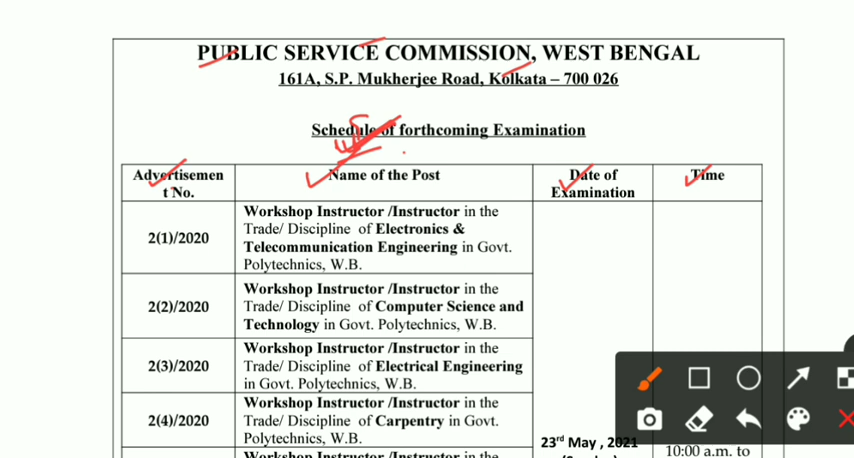 PUBLIC SERVICE COMMISSION, WEST BENGAL
161A, S.P. Mukherjee Road, Kolkata – 700 026
Schedule of forthcoming Examination
Advertisemen
t No.
Name of the Post
Date of
Examination
Time
2(1)/2020
Workshop Instructor /Instructor in the
Trade/ Discipline of Electronics &
Telecommunication Engineering in Govt.
Polytechnics, W.B.
2(2)/2020
Workshop Instructor /Instructor in the
Trade/ Discipline of Computer Science and
Technology in Govt. Polytechnics, W.B.
2(3)/2020
Workshop Instructor /Instructor in the
Trade/ Discipline of Electrical Engineering
in Govt. Polytechnics, W.B.
2(4)/2020
Workshop Instructor /Instructor in the
Trade/ Discipline of Carpentry in Govt.
Polytechnics, W.B.
Workshop Instructor /Instructor in the
23rd May , 2021
10:00 a.m. to